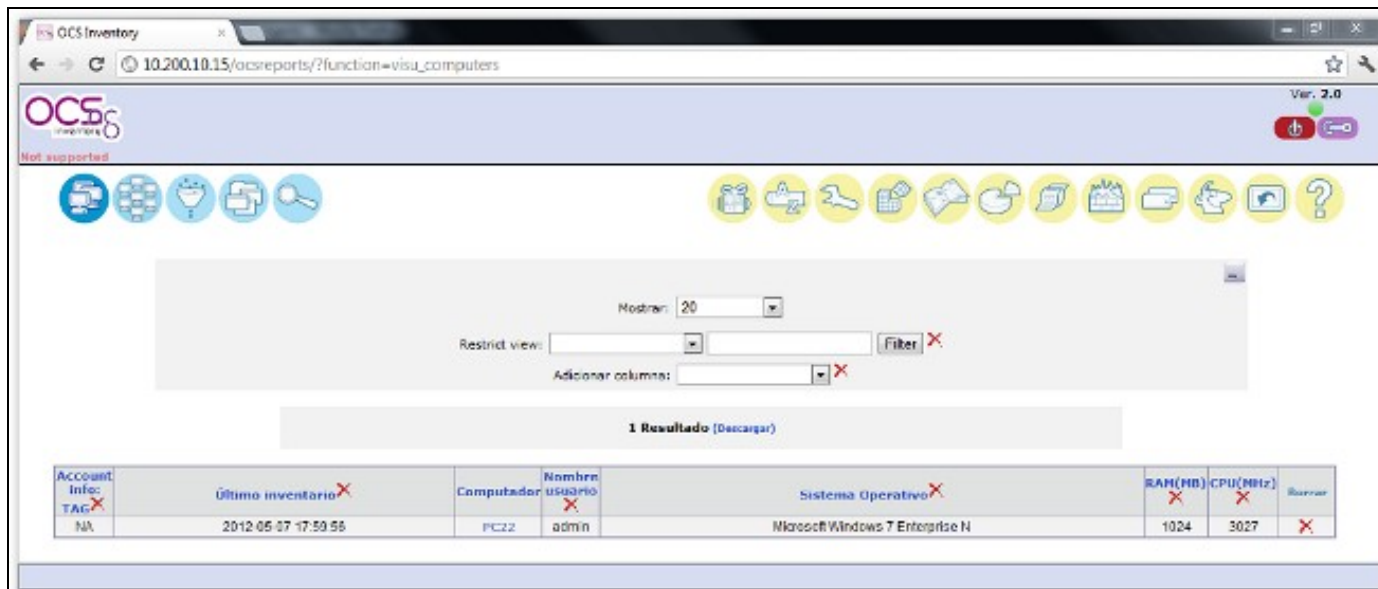 OCS Inventory
10.200.10.15/ocsreports/?function=visu_computers
Ver. 2.0
OCS
inventory
Not supported
Mostrar: 20
Restrict view: Filter
Adicionar columna:
1 Resultado (Descargar)
Account Info: TAG Último inventario Computador Nombre usuario Sistema Operativo RAM(MB) CPU(MHz) Borrar
NA 2012-05-07 17:59:56 PC22 admin Microsoft Windows 7 Enterprise N 1024 3027